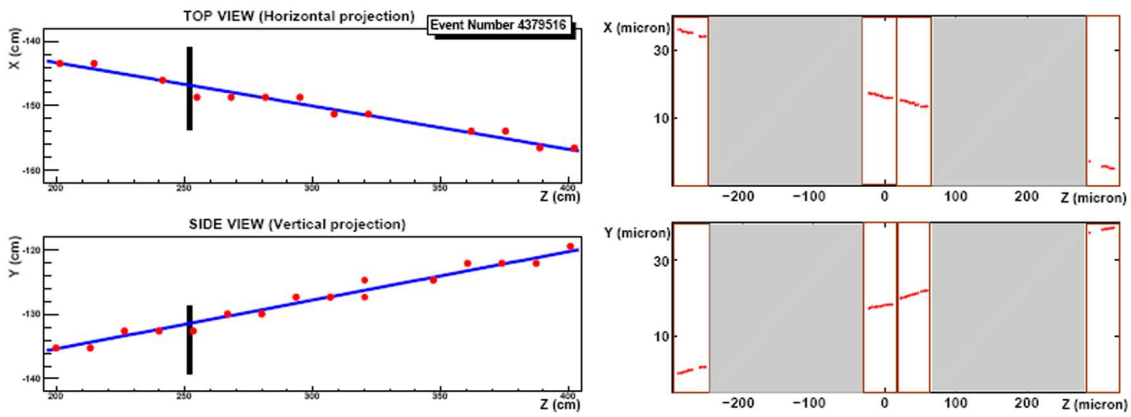 TOP VIEW (Horizontal projection)
Event Number 4379516
X (cm)
-140
-150
-160
200
250
300
350
400
Z (cm)
X (micron)
30
10
−200
−100
0
100
200
Z (micron)
SIDE VIEW (Vertical projection)
Y (cm)
-120
-130
-140
200
250
300
350
400
Z (cm)
Y (micron)
30
10
−200
−100
0
100
200
Z (micron)